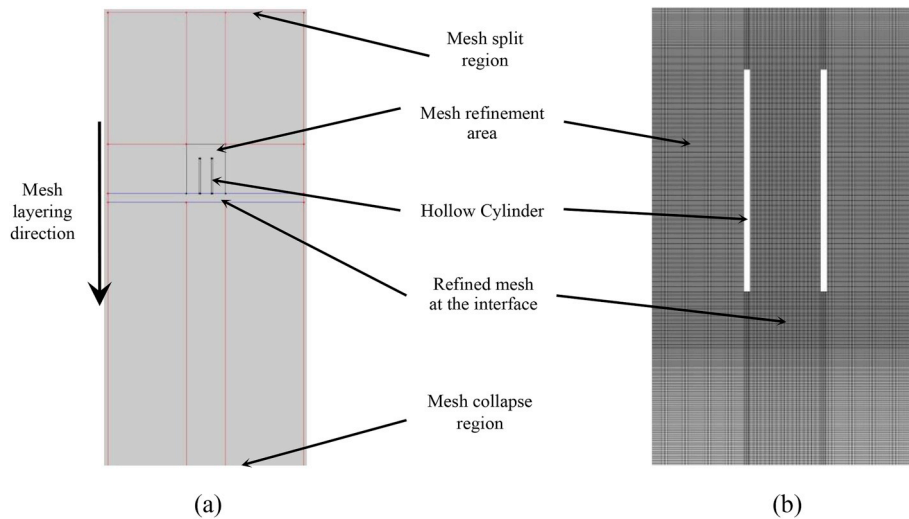 Mesh split
region
Mesh refinement
area
Mesh
layering
direction
Hollow Cylinder
Refined mesh
at the interface
Mesh collapse
region
(a)
(b)